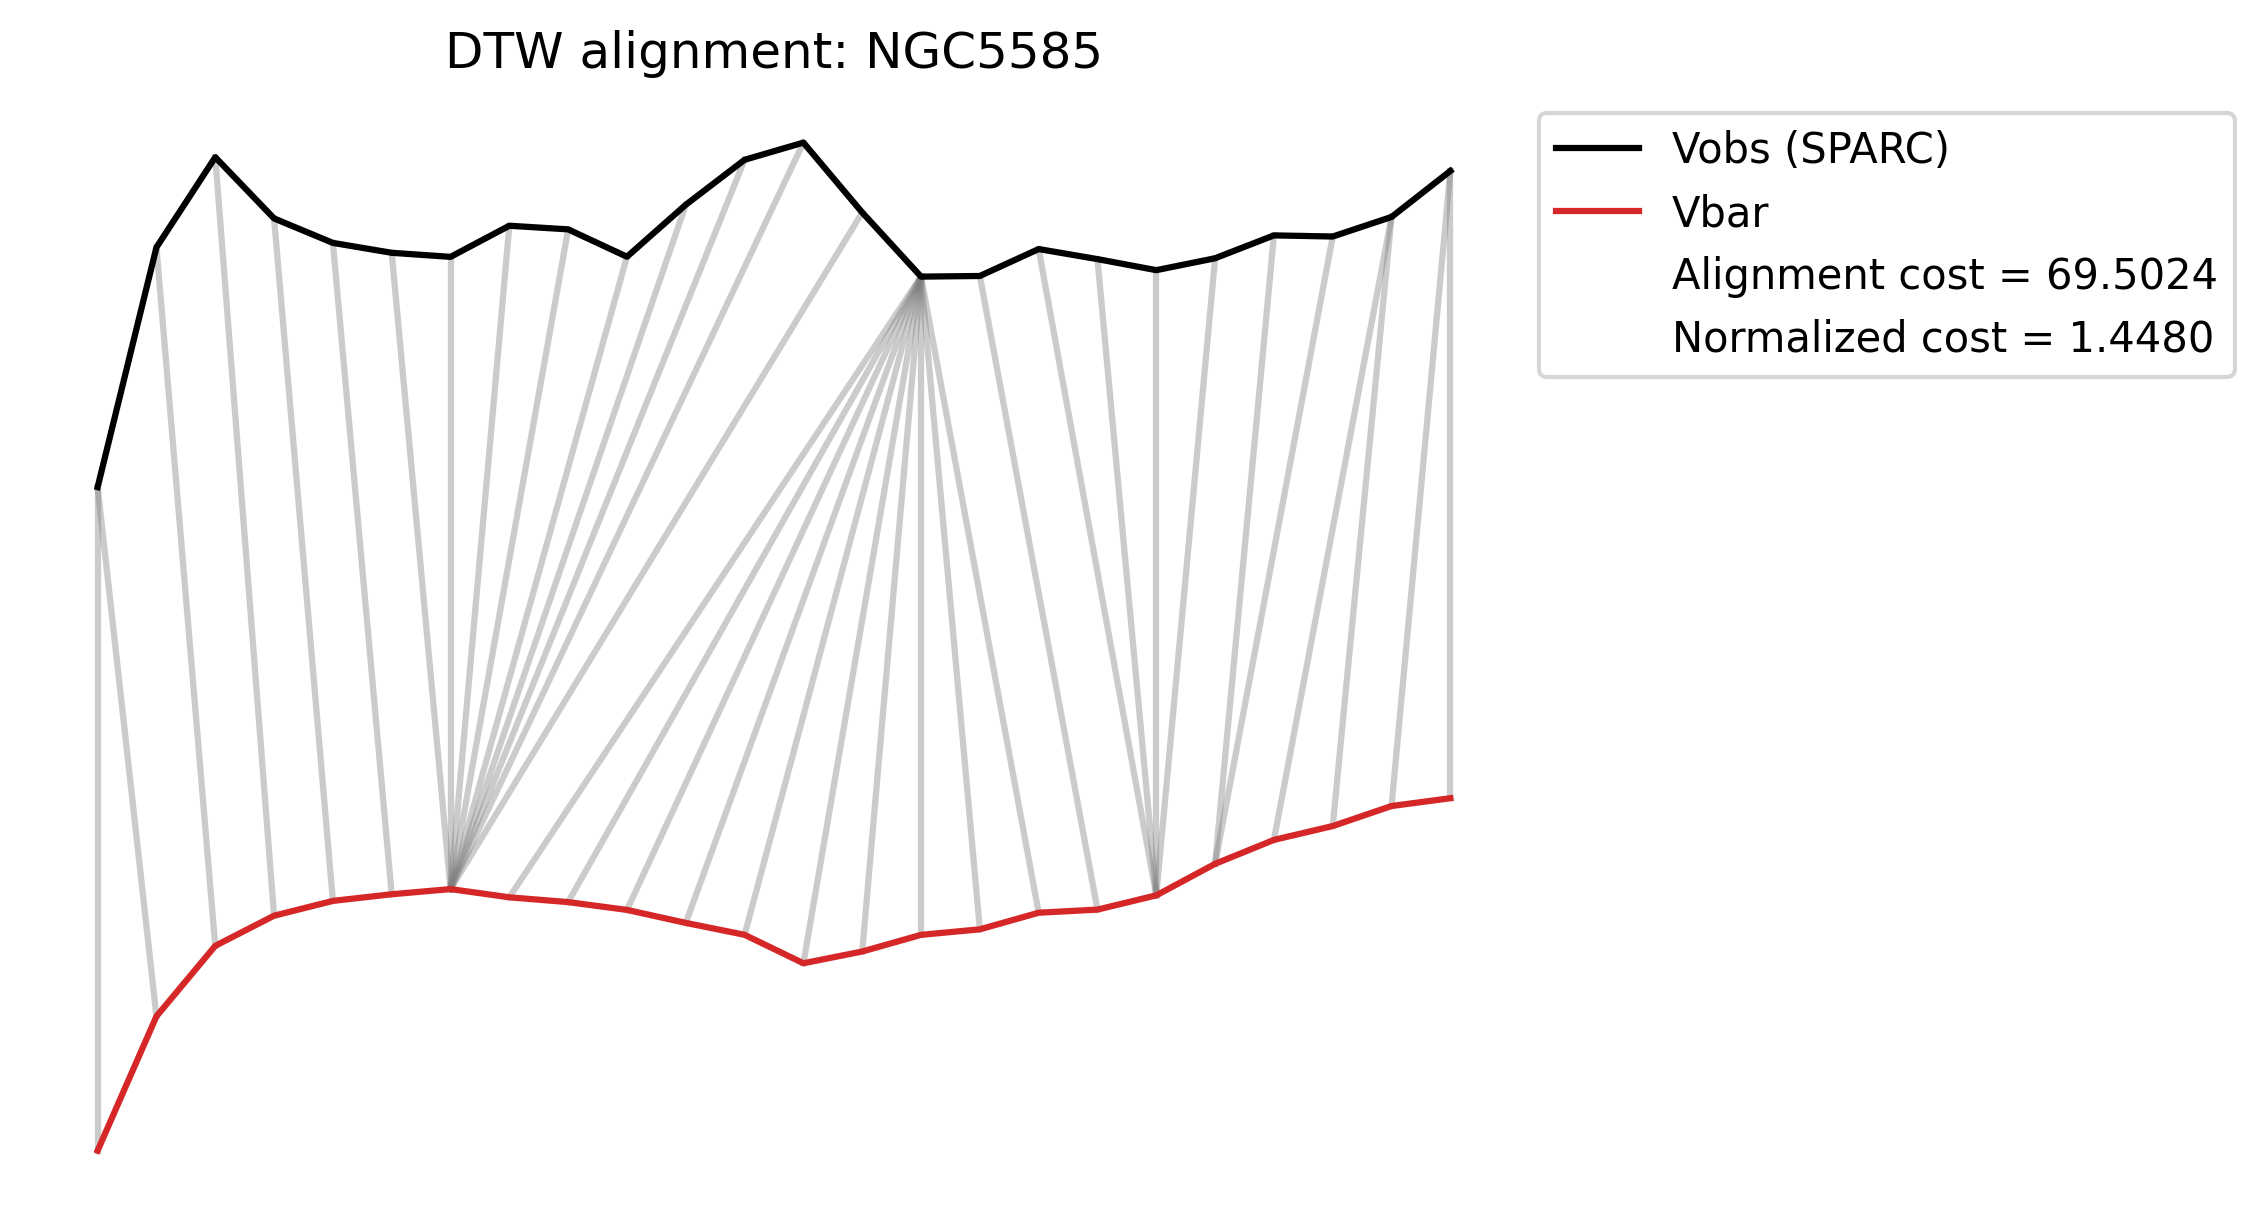 DTW alignment: NGC5585
Vobs (SPARC)
Vbar
Alignment cost = 69.5024
Normalized cost = 1.4480